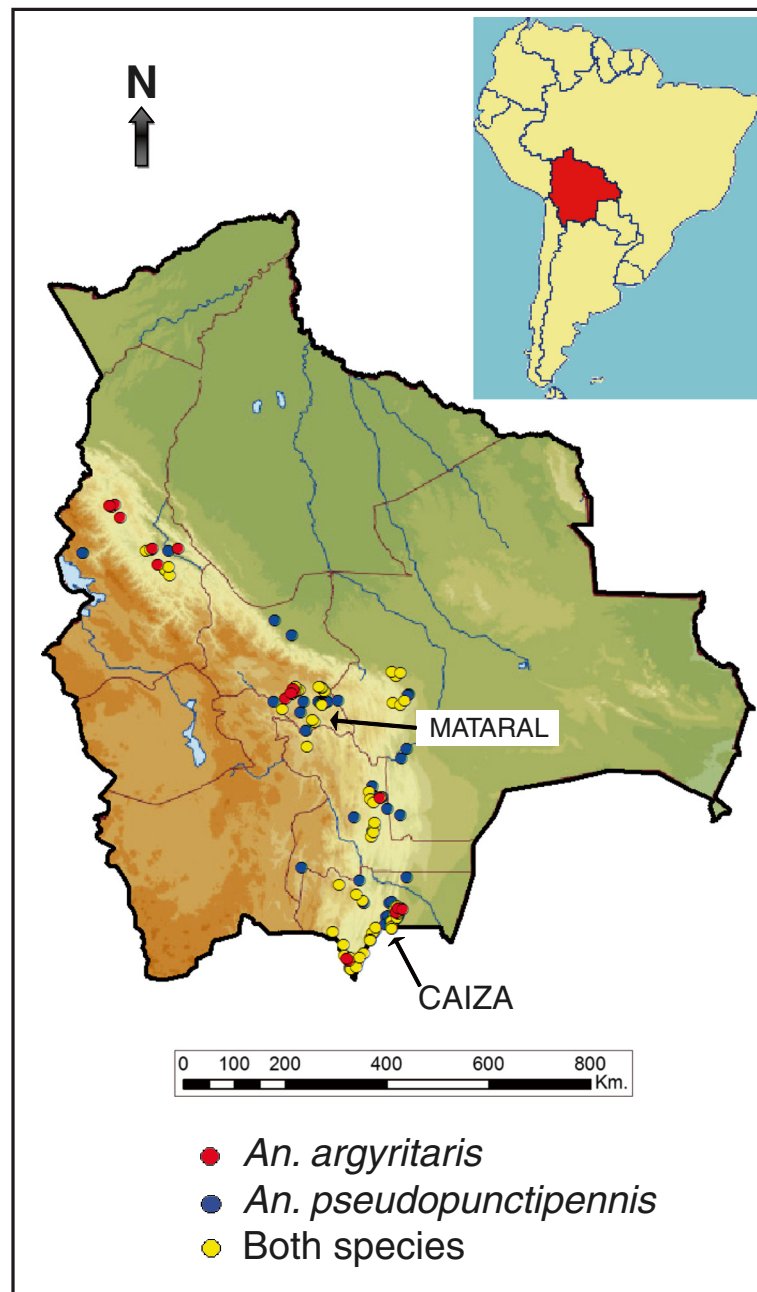 N
MATARAL
CAIZA
0 100 200 400 600 800
Km.
An. argyritaris
An. pseudopunctipennis
Both species